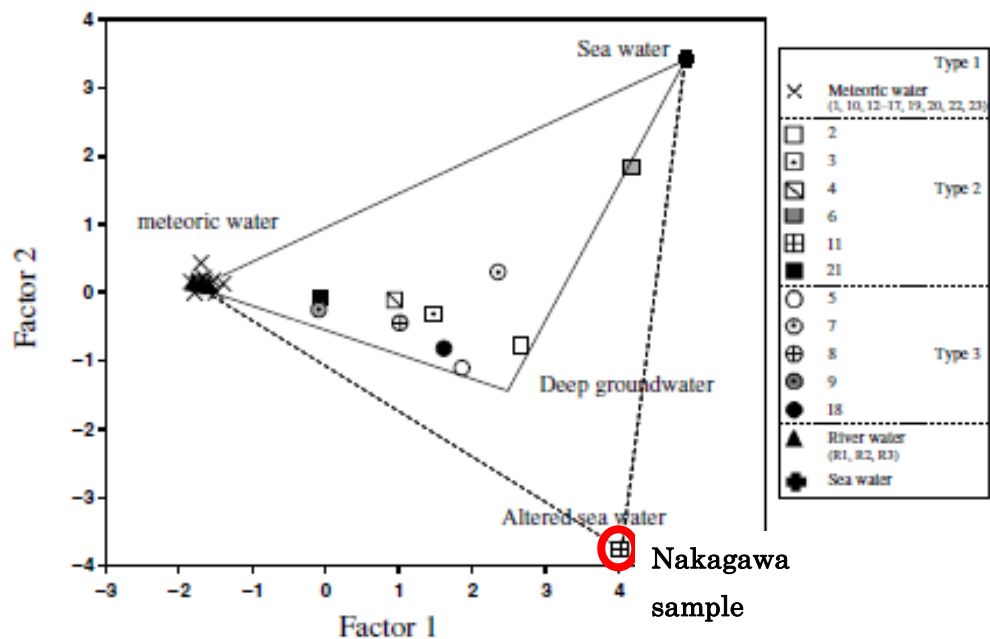 4
3
2
1
0
−1
−2
−3
−4
Factor 2
−3
−2
−1
0
1
2
3
4
Factor 1
Sea water
meteoric water
Deep groundwater
Altered sea water
Nakagawa
sample
Type 1
Meteoric water
(1, 10, 12–17, 19, 20, 22, 23)
2
3
4
Type 2
6
11
21
5
7
8
Type 3
9
18
River water
(R1, R2, R3)
Sea water